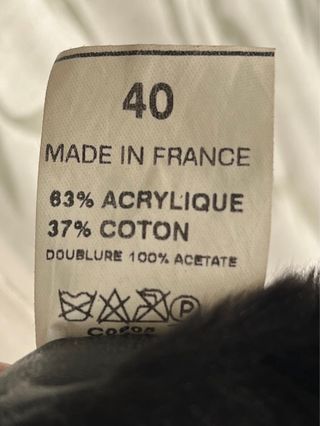 40
MADE IN FRANCE
63% ACRYLIQUE
37% COTON
DOUBLURE 100% ACETATE
P